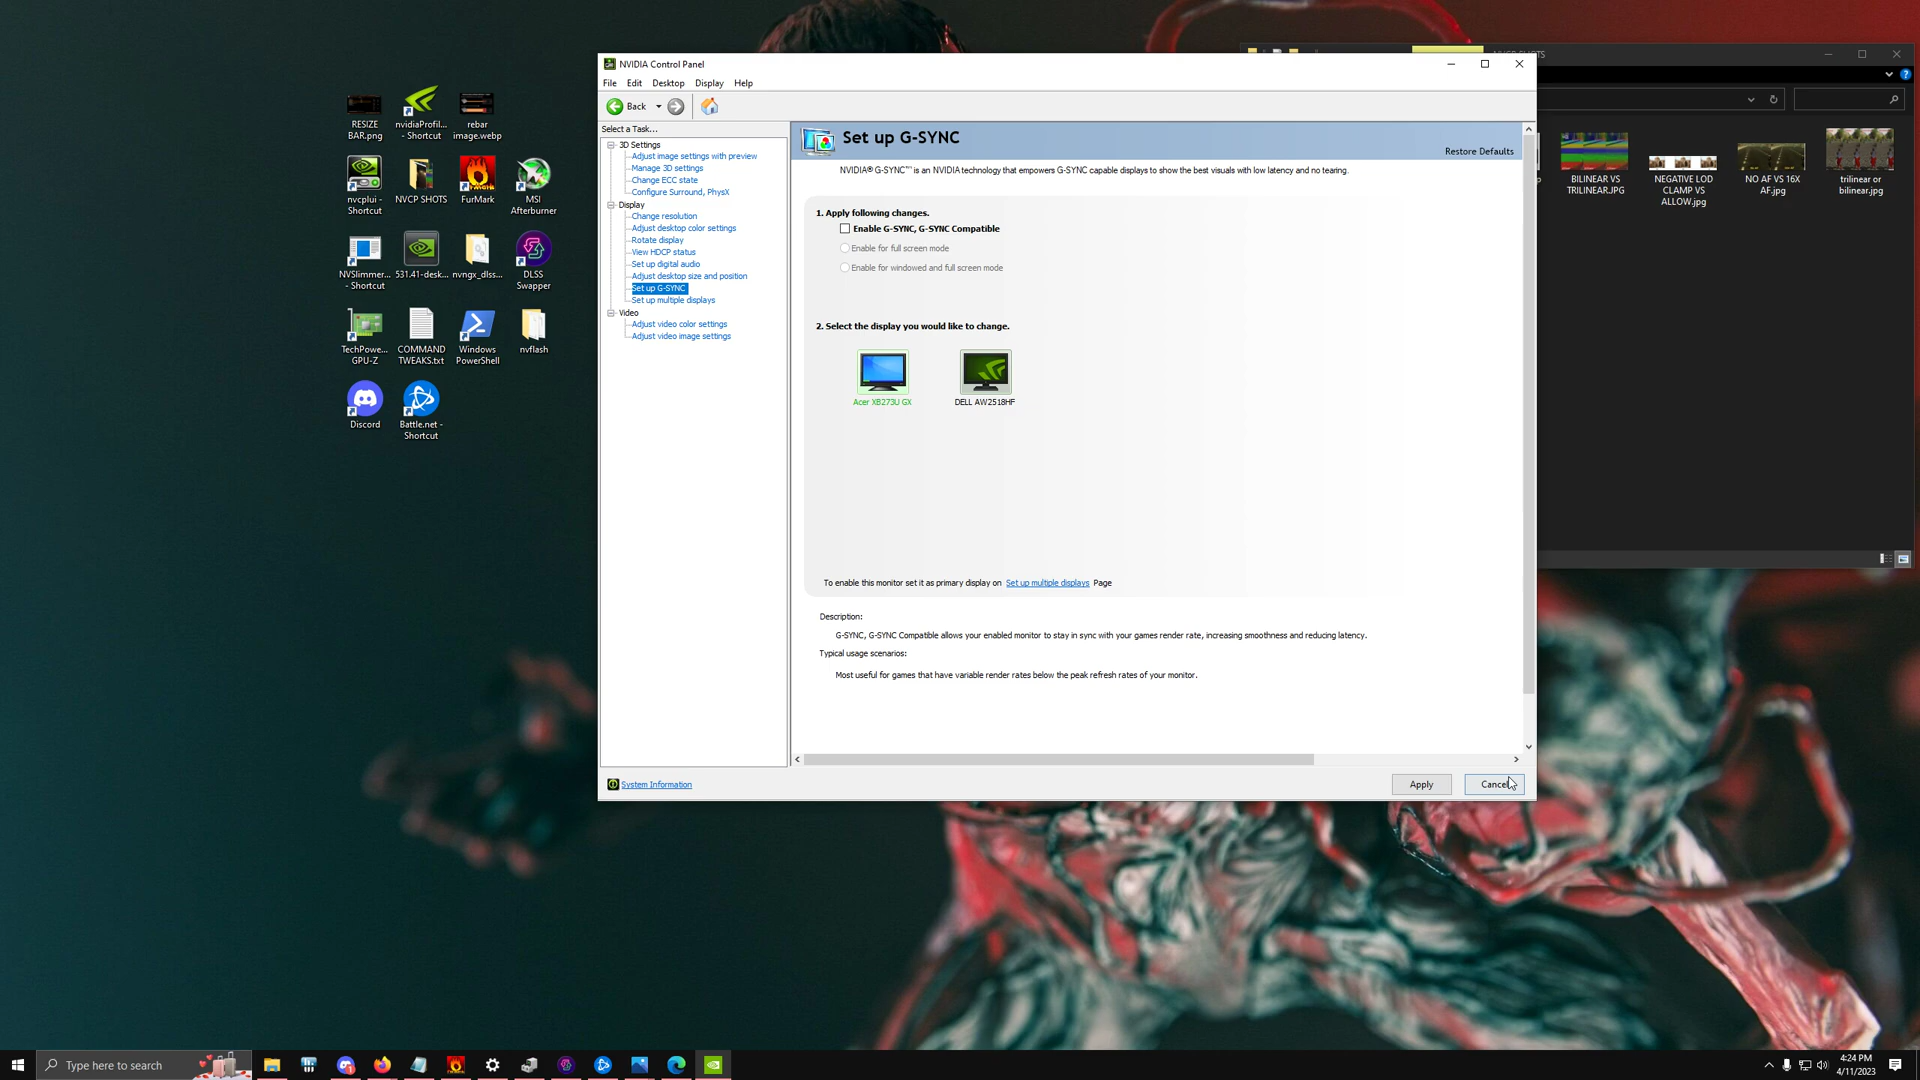 NVIDIA Control Panel
File Edit Desktop Display Help
Back
Select a Task...
3D Settings
Adjust image settings with preview
Manage 3D settings
Change ECC state
Configure Surround, PhysX
Display
Change resolution
Adjust desktop color settings
Rotate display
View HDCP status
Set up digital audio
Adjust desktop size and position
Set up G-SYNC
Set up multiple displays
Video
Adjust video color settings
Adjust video image settings
System Information
Set up G-SYNC
Restore Defaults
NVIDIA® G-SYNC™ is an NVIDIA technology that empowers G-SYNC capable displays to show the best visuals with low latency and no tearing.
1. Apply following changes.
Enable G-SYNC, G-SYNC Compatible
Enable for full screen mode
Enable for windowed and full screen mode
2. Select the display you would like to change.
Acer XB273U GX
DELL AW2518HF
To enable this monitor set it as primary display on Set up multiple displays Page
Description:
G-SYNC, G-SYNC Compatible allows your enabled monitor to stay in sync with your games render rate, increasing smoothness and reducing latency.
Typical usage scenarios:
Most useful for games that have variable render rates below the peak refresh rates of your monitor.
Apply
Cancel
RESIZE
BAR.png
nvidiaProfil...
- Shortcut
rebar
image.webp
nvcplui -
Shortcut
NVCP SHOTS
FurMark
MSI
Afterburner
NVSlimmer...
- Shortcut
531.41-desk...
nvngx_dlss...
DLSS
Swapper
TechPowe...
GPU-Z
COMMAND
TWEAKS.txt
Windows
PowerShell
nvflash
Discord
Battle.net -
Shortcut
BILINEAR VS
TRILINEAR.JPG
NEGATIVE LOD
CLAMP VS
ALLOW.jpg
NO AF VS 16X
AF.jpg
trilinear or
bilinear.jpg
Type here to search
4:24 PM
4/11/2023